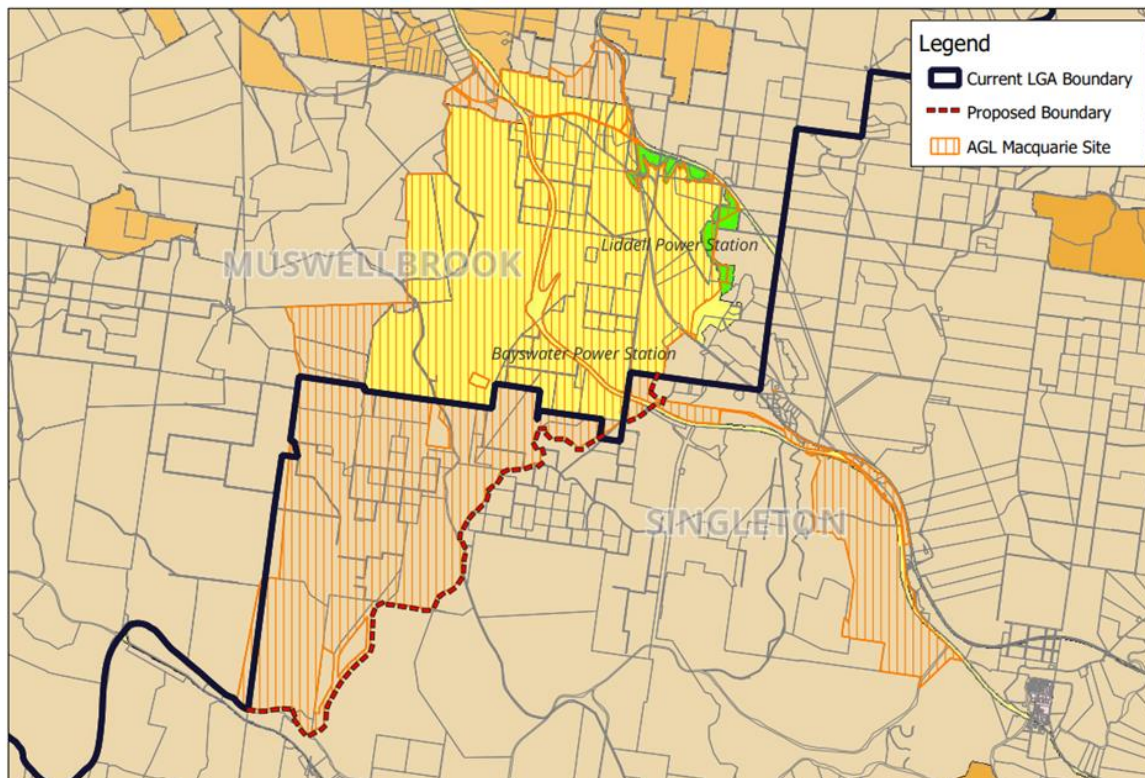 Legend
Current LGA Boundary
Proposed Boundary
AGL Macquarie Site
Liddell Power Station
MUSWELLBROOK
Bayswater Power Station
SINGLETON